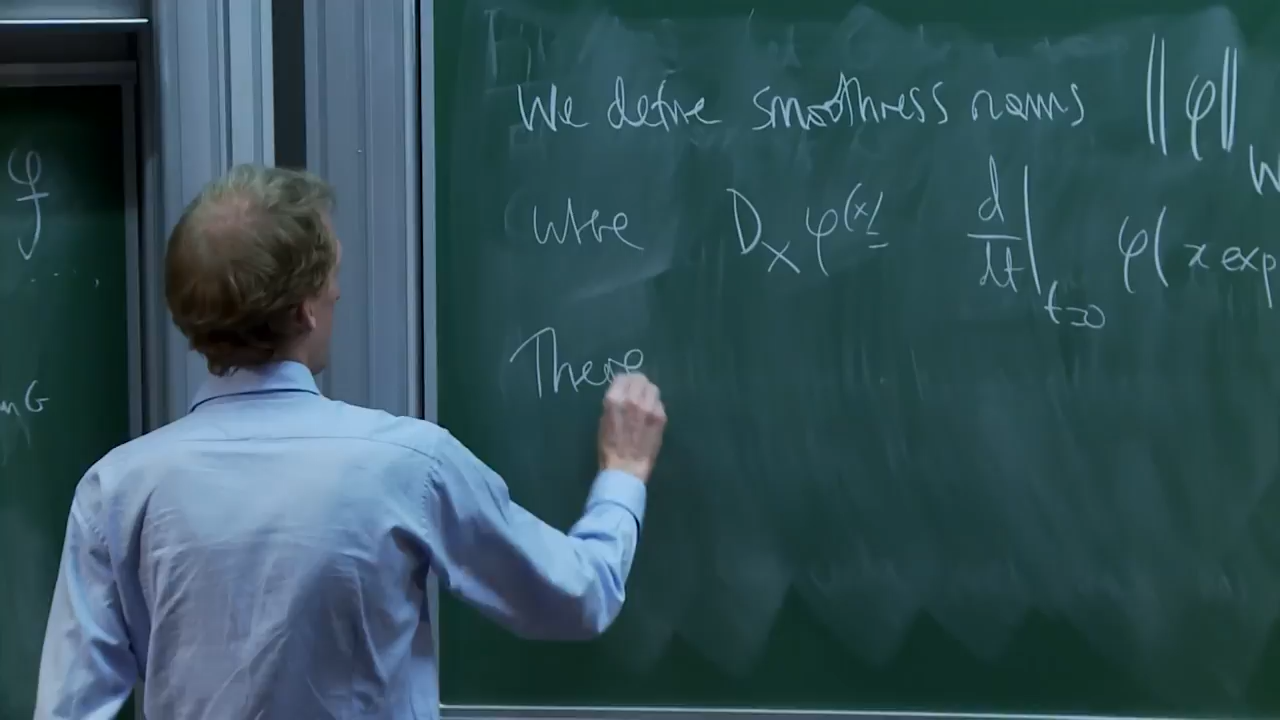 φ
We define smoothness norms ‖φ‖
W
where D_X φ(x) d/dt|_{t=0} φ(x exp
G
There